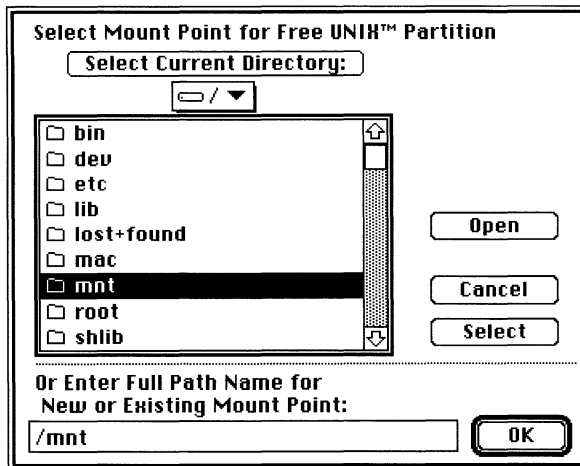 Select Mount Point for Free UNIX™ Partition
Select Current Directory:
/
bin
dev
etc
lib
lost+found
mac
mnt
root
shlib
Open
Cancel
Select
Or Enter Full Path Name for
New or Existing Mount Point:
/mnt
OK